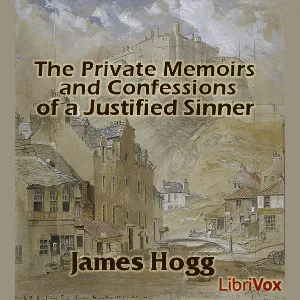 The Private Memoirs
and Confessions
of a Justified Sinner
James Hogg
LibriVox